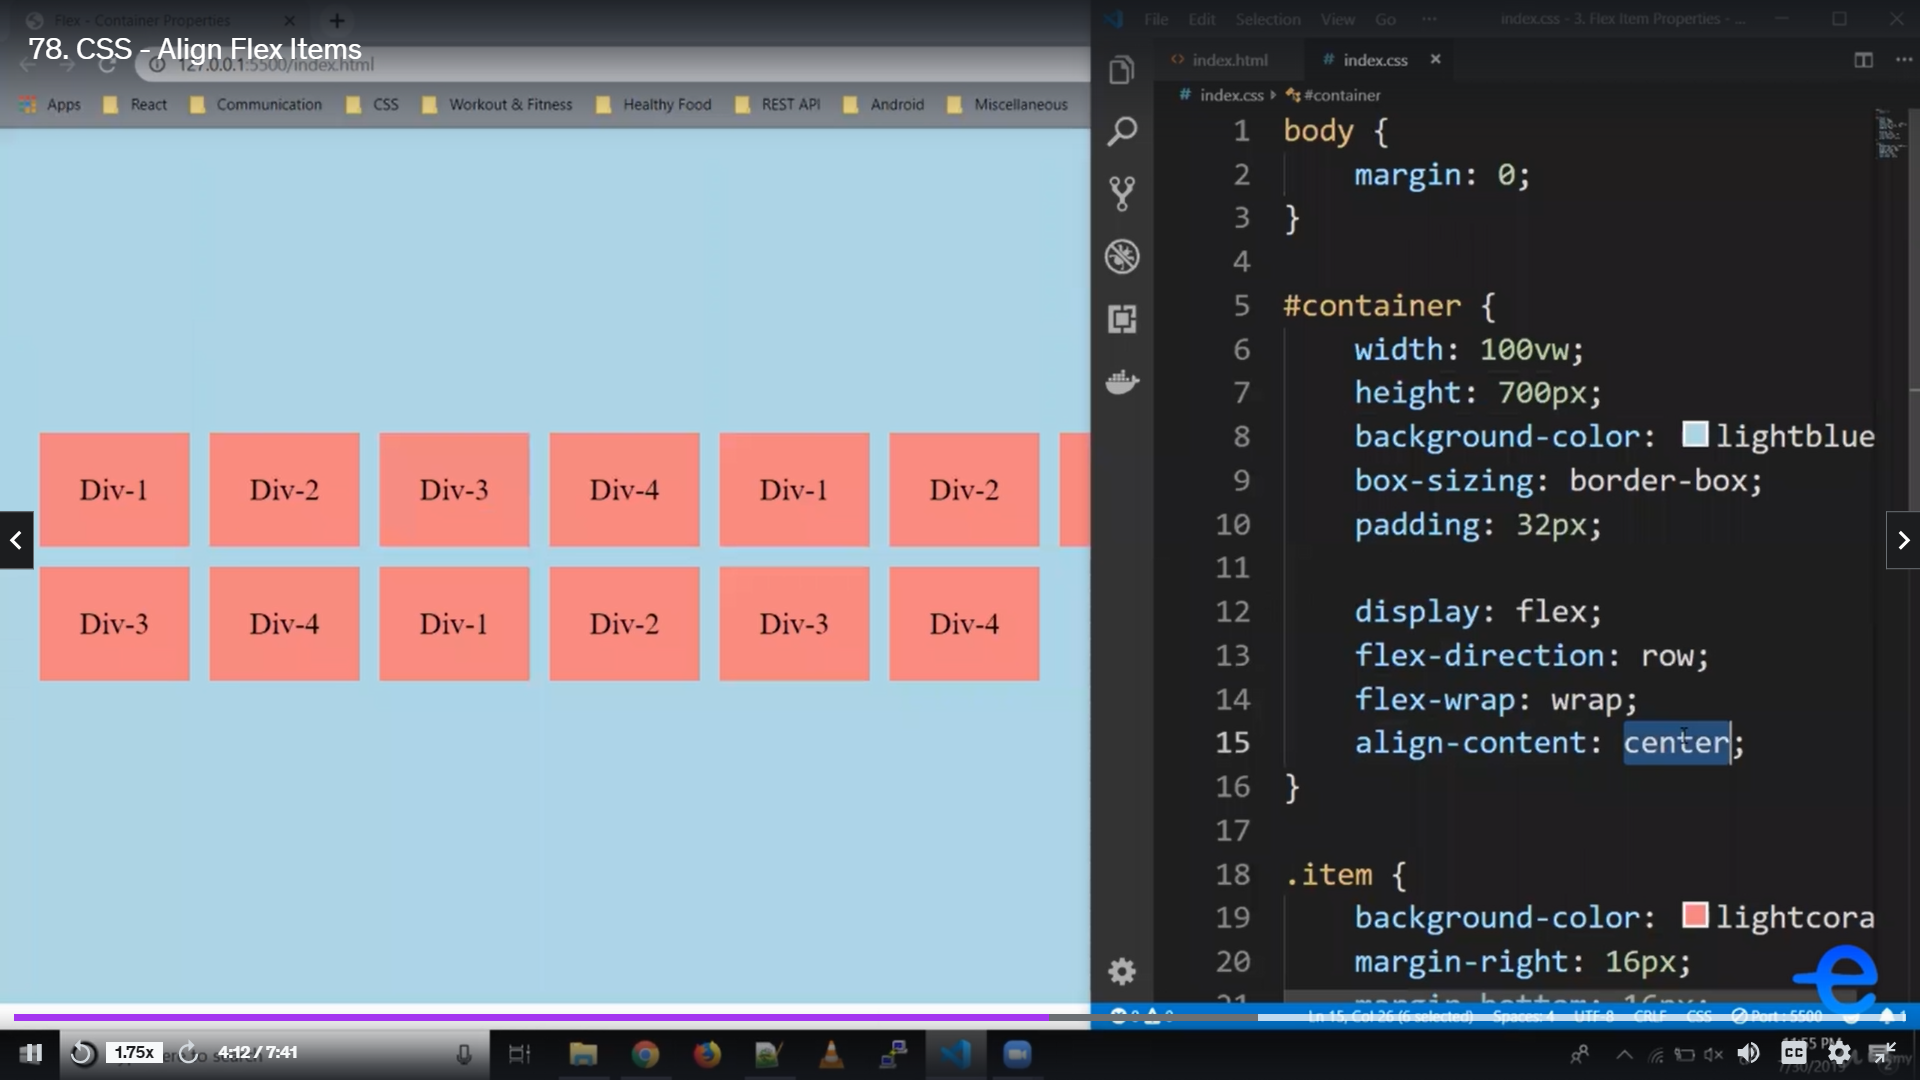 Flex - Container Properties
78. CSS - Align Flex Items
127.0.0.1:5500/index.html
Apps React Communication CSS Workout & Fitness Healthy Food REST API Android Miscellaneous
Div-1 Div-2 Div-3 Div-4 Div-1 Div-2
Div-3 Div-4 Div-1 Div-2 Div-3 Div-4
File Edit Selection View Go ... index.css - 3. Flex Item Properties - ...
index.html index.css
index.css #container
1 body {
2 margin: 0;
3 }
4
5 #container {
6 width: 100vw;
7 height: 700px;
8 background-color: lightblue
9 box-sizing: border-box;
10 padding: 32px;
11
12 display: flex;
13 flex-direction: row;
14 flex-wrap: wrap;
15 align-content: center;
16 }
17
18 .item {
19 background-color: lightcora
20 margin-right: 16px;
21 margin-bottom: 16px;
Ln 15, Col 26 (6 selected) Spaces: 4 UTF-8 CRLF CSS Port : 5500 1
1.75x to search 4:12 / 7:41
CC